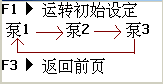 F1 ▶ 运转初始设定
泵1 → 泵2 → 泵3
F3 ▶ 返回前页